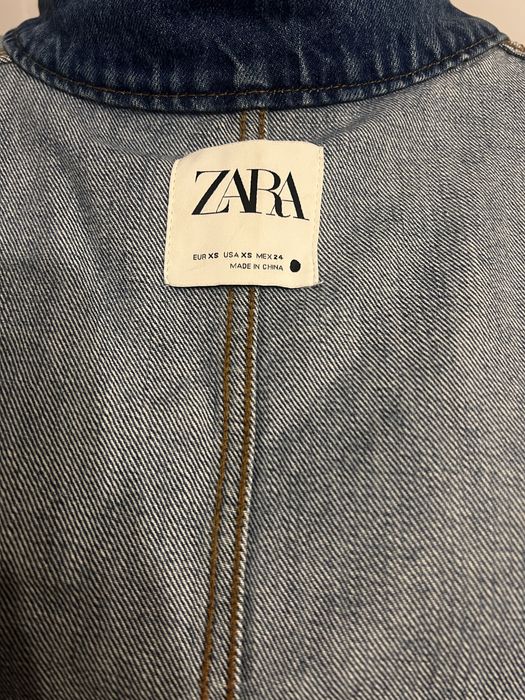 ZARA
EUR XS USA XS MEX 24
MADE IN CHINA